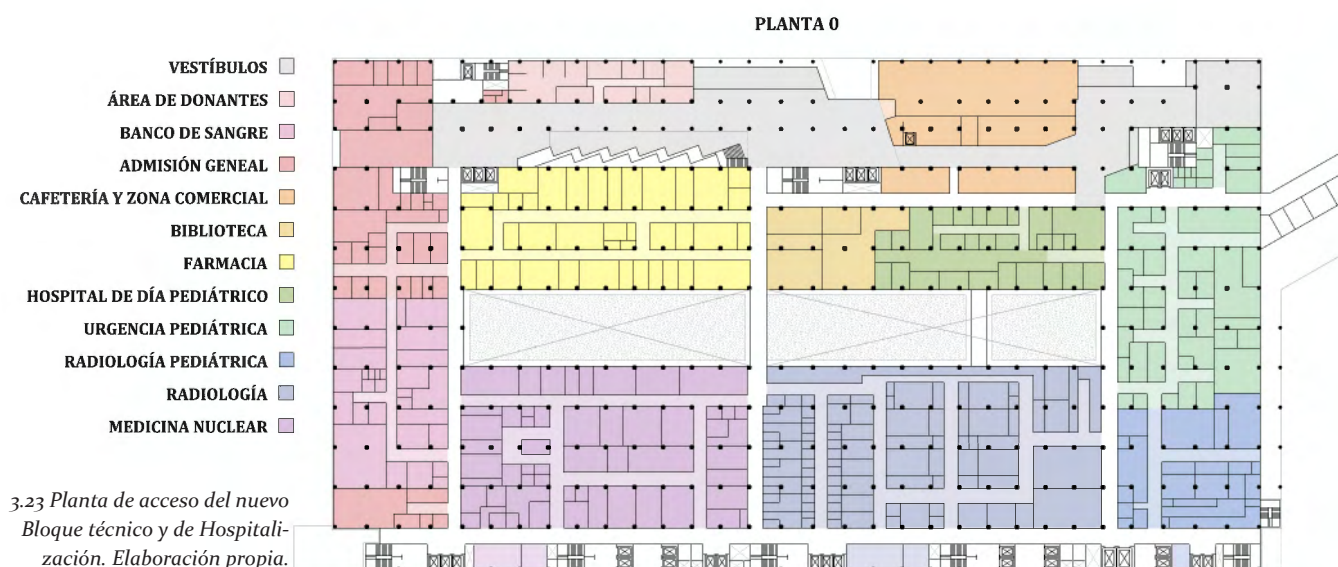 PLANTA 0
VESTÍBULOS
ÁREA DE DONANTES
BANCO DE SANGRE
ADMISIÓN GENEAL
CAFETERÍA Y ZONA COMERCIAL
BIBLIOTECA
FARMACIA
HOSPITAL DE DÍA PEDIÁTRICO
URGENCIA PEDIÁTRICA
RADIOLOGÍA PEDIÁTRICA
RADIOLOGÍA
MEDICINA NUCLEAR
3.23 Planta de acceso del nuevo
Bloque técnico y de Hospitali-
zación. Elaboración propia.